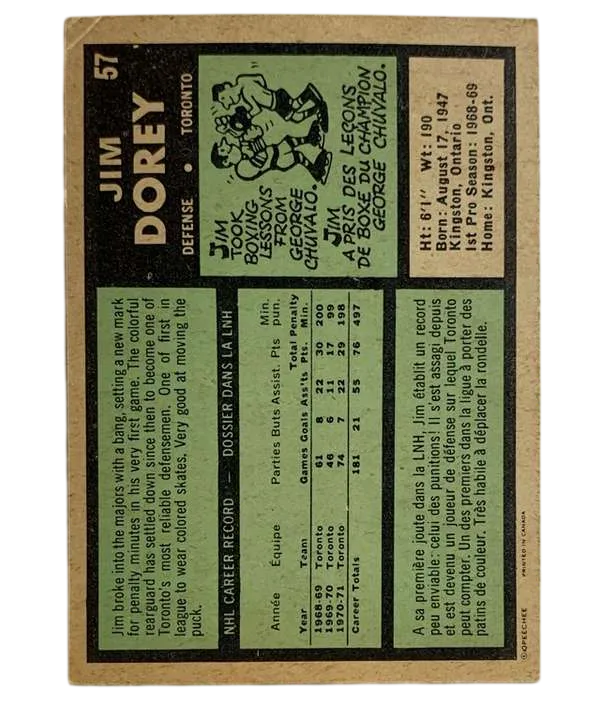 57
JIM
DOREY
DEFENSE • TORONTO
JIM
TOOK
BOXING
LESSONS
FROM
GEORGE
CHUVALO.
JIM
A PRIS DES LEÇONS
DE BOXE DU CHAMPION
GEORGE CHUVALO.
Ht: 6'1" Wt: 190
Born: August 17, 1947
Kingston, Ontario
1st Pro Season: 1968-69
Home: Kingston, Ont.
Jim broke into the majors with a bang, setting a new mark
for penalty minutes in his very first game. The colorful
rearguard has settled down since then to become one of
Toronto's most reliable defensemen. One of first in
league to wear colored skates. Very good at moving the
puck.
NHL CAREER RECORD — DOSSIER DANS LA LNH
Min.
Année Équipe Parties Buts Assist. Pts pun.
Total Penalty
Year Team Games Goals Ass'ts Pts. Min.
1968-69 Toronto 61 8 22 30 200
1969-70 Toronto 46 6 11 17 99
1970-71 Toronto 74 7 22 29 198
Career Totals 181 21 55 76 497
A sa première joute dans la LNH, Jim établit un record
peu enviable: celui des punitions! Il s'est assagi depuis
et est devenu un joueur de défense sur lequel Toronto
peut compter. Un des premiers dans la ligue à porter des
patins de couleur. Très habile à déplacer la rondelle.
© OPEECHEE PRINTED IN CANADA